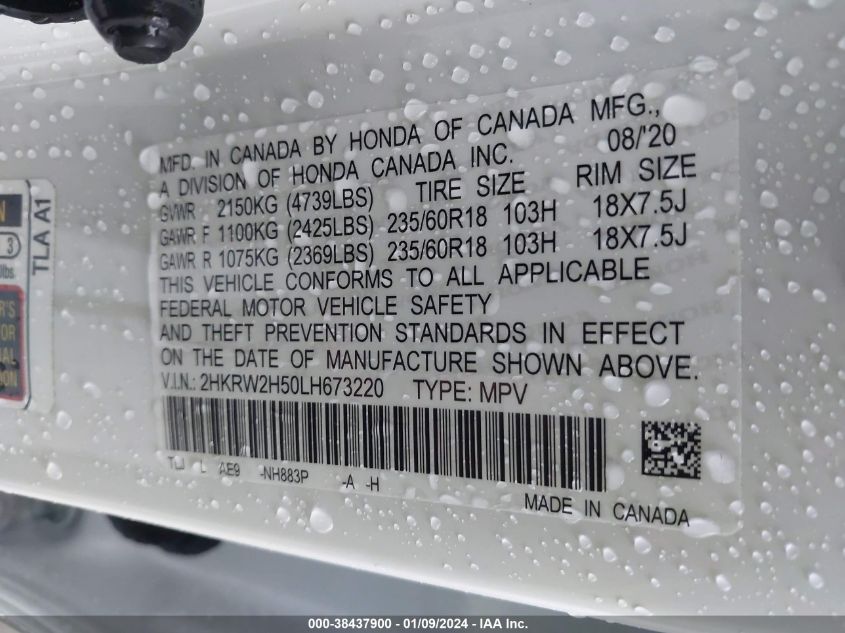 MFD. IN CANADA BY HONDA OF CANADA MFG.,
A DIVISION OF HONDA CANADA INC. 08/'20
GVWR 2150KG (4739LBS) TIRE SIZE RIM SIZE
GAWR F 1100KG (2425LBS) 235/60R18 103H 18X7.5J
GAWR R 1075KG (2369LBS) 235/60R18 103H 18X7.5J
THIS VEHICLE CONFORMS TO ALL APPLICABLE
FEDERAL MOTOR VEHICLE SAFETY
AND THEFT PREVENTION STANDARDS IN EFFECT
ON THE DATE OF MANUFACTURE SHOWN ABOVE.
V.I.N.: 2HKRW2H50LH673220 TYPE: MPV
AE9 -NH883P -A -H
MADE IN CANADA
TLA A1
3
000-38437900 - 01/09/2024 - IAA Inc.